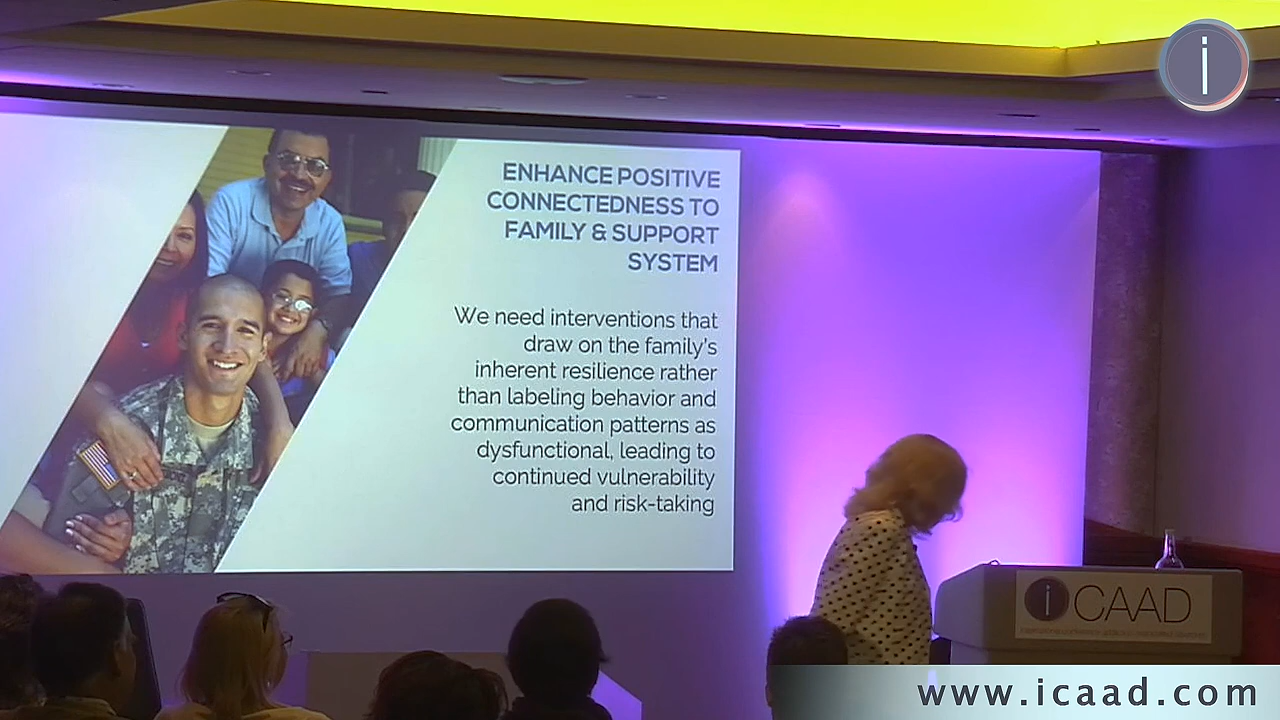 i
ENHANCE POSITIVE
CONNECTEDNESS TO
FAMILY & SUPPORT
SYSTEM
We need interventions that
draw on the family's
inherent resilience rather
than labeling behavior and
communication patterns as
dysfunctional, leading to
continued vulnerability
and risk-taking
i CAAD
www.icaad.com